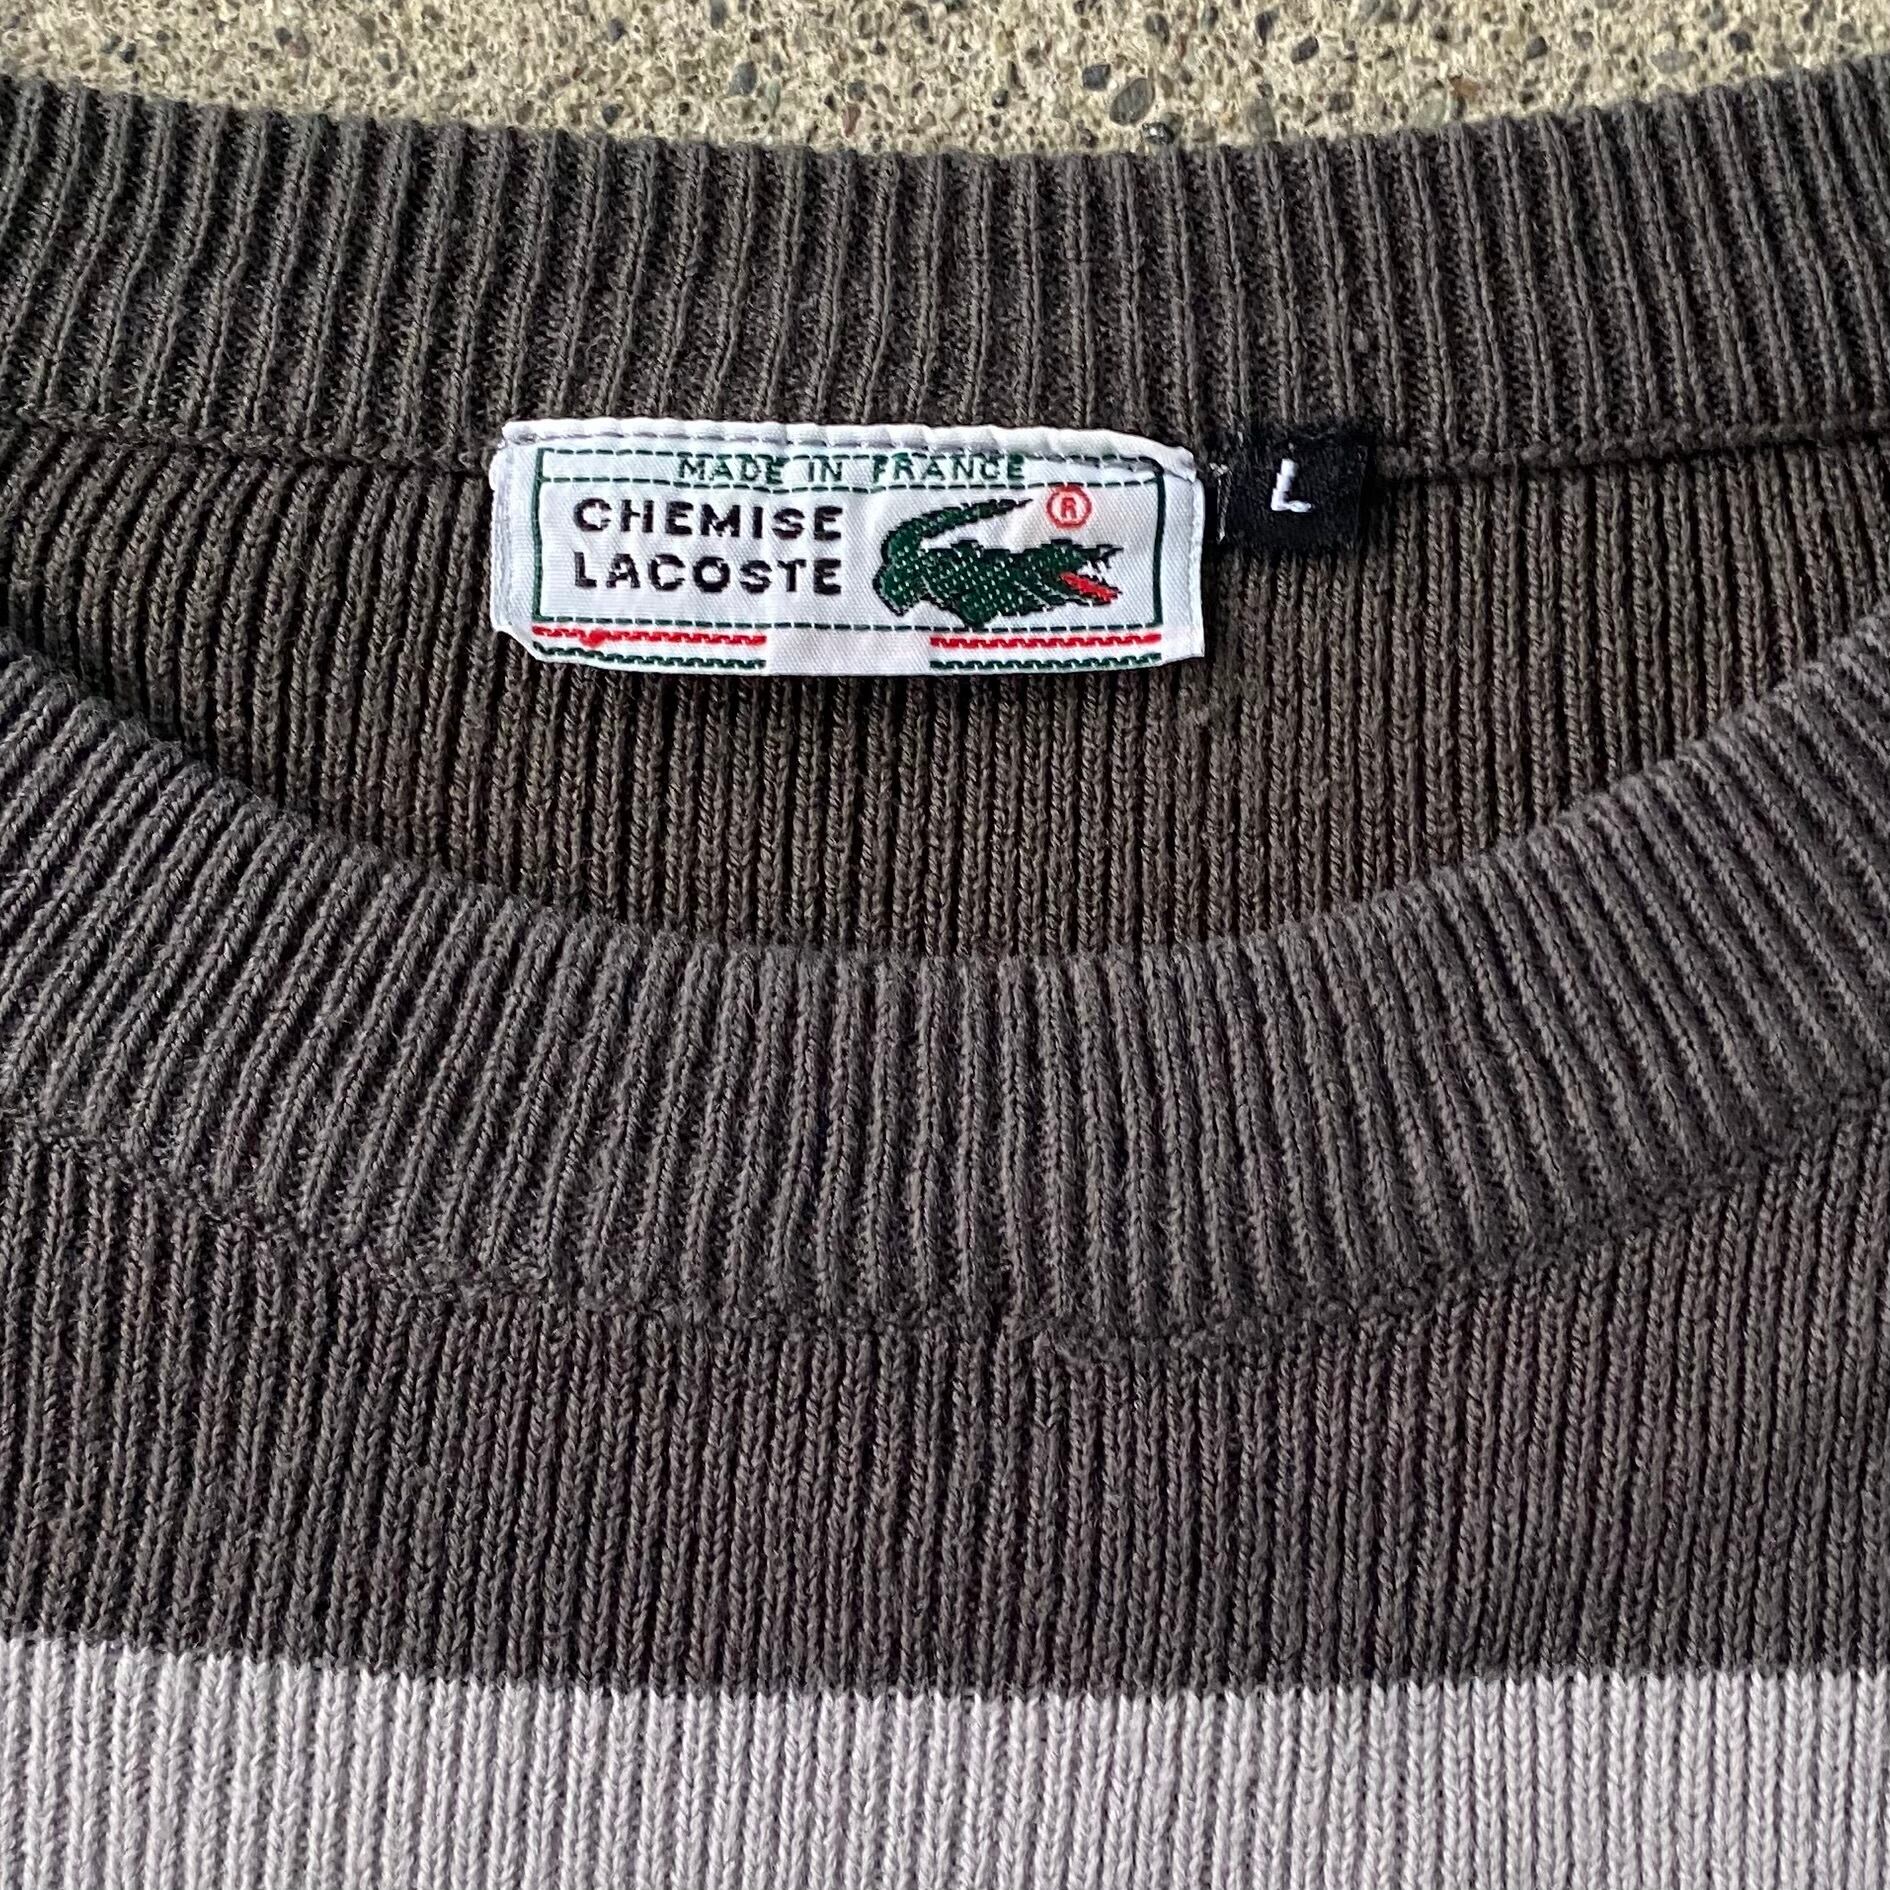 MADE IN FRANCE
CHEMISE
LACOSTE
®
L